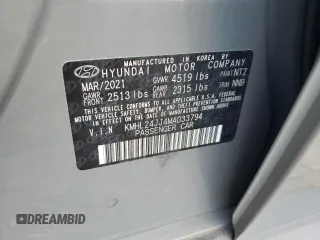 MANUFACTURED IN KOREA BY
HYUNDAI MOTOR COMPANY
MAR/2021 GVWR 4519 lbs PAINT NT2
GAWR FRONT 2513 lbs GAWR REAR 2315 lbs TRIM NNB
THIS VEHICLE CONFORMS TO ALL APPLICABLE U.S.A. FEDERAL
MOTOR VEHICLE SAFETY, BUMPER, AND THEFT PREVENTION
STANDARDS IN EFFECT ON THE DATE OF MANUFACTURE SHOWN ABOVE.
V.I.N KMHL24JJ4MA033794
PASSENGER CAR
DREAMBID